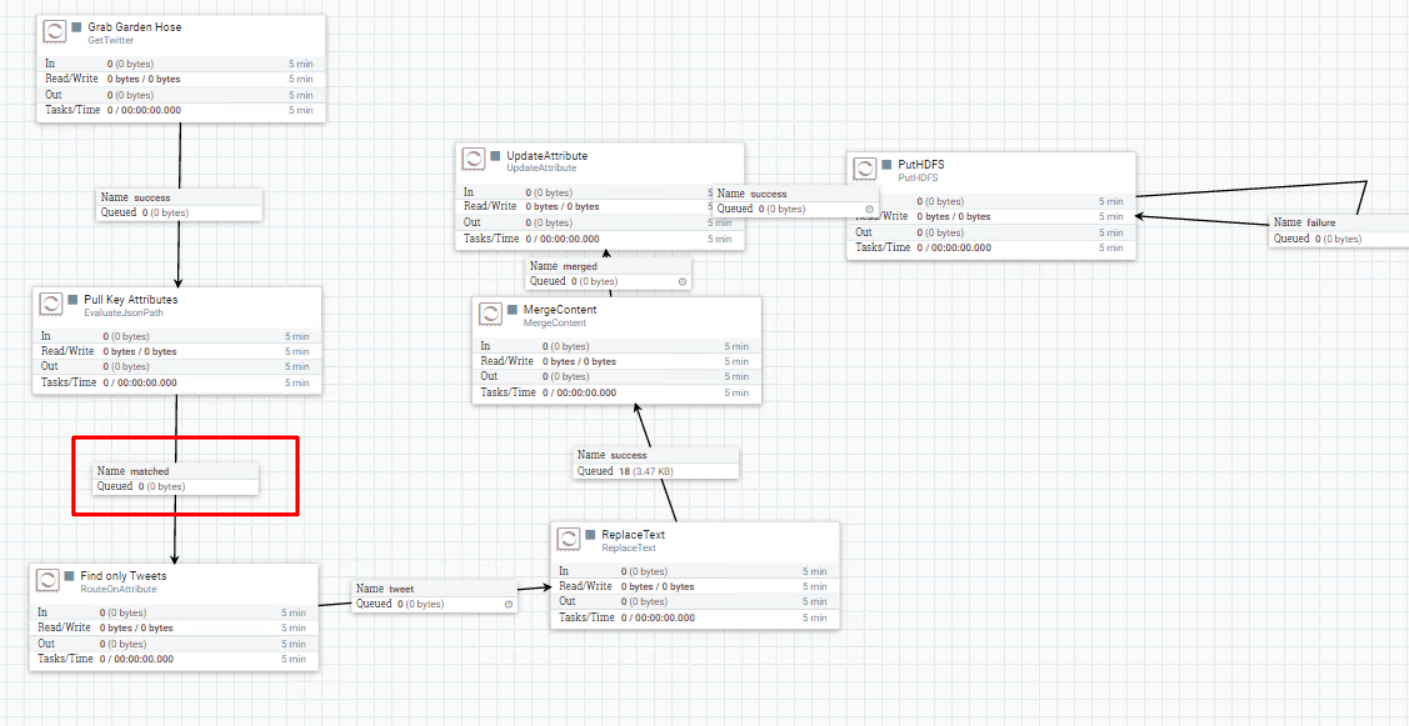 Grab Garden Hose
GetTwitter
In 0 (0 bytes) 5 min
Read/Write 0 bytes / 0 bytes 5 min
Out 0 (0 bytes) 5 min
Tasks/Time 0 / 00:00:00.000 5 min
Name success
Queued 0 (0 bytes)
Pull Key Attributes
EvaluateJsonPath
In 0 (0 bytes) 5 min
Read/Write 0 bytes / 0 bytes 5 min
Out 0 (0 bytes) 5 min
Tasks/Time 0 / 00:00:00.000 5 min
Name matched
Queued 0 (0 bytes)
Find only Tweets
RouteOnAttribute
In 0 (0 bytes) 5 min
Read/Write 0 bytes / 0 bytes 5 min
Out 0 (0 bytes) 5 min
Tasks/Time 0 / 00:00:00.000 5 min
Name tweet
Queued 0 (0 bytes)
ReplaceText
ReplaceText
In 0 (0 bytes) 5 min
Read/Write 0 bytes / 0 bytes 5 min
Out 0 (0 bytes) 5 min
Tasks/Time 0 / 00:00:00.000 5 min
Name success
Queued 18 (3.47 KB)
MergeContent
MergeContent
In 0 (0 bytes) 5 min
Read/Write 0 bytes / 0 bytes 5 min
Out 0 (0 bytes) 5 min
Tasks/Time 0 / 00:00:00.000 5 min
Name merged
Queued 0 (0 bytes)
UpdateAttribute
UpdateAttribute
In 0 (0 bytes) 5
Read/Write 0 bytes / 0 bytes 5
Out 0 (0 bytes) 5 min
Tasks/Time 0 / 00:00:00.000 5 min
Name success
Queued 0 (0 bytes)
PutHDFS
PutHDFS
0 (0 bytes) 5 min
Read/Write 0 bytes / 0 bytes 5 min
Out 0 (0 bytes) 5 min
Tasks/Time 0 / 00:00:00.000 5 min
Name failure
Queued 0 (0 bytes)